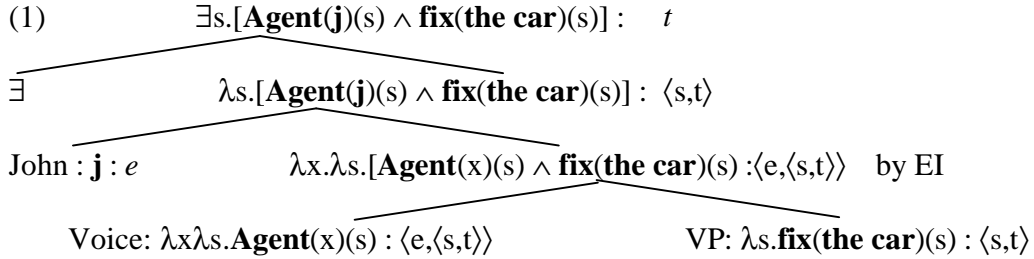 (1) ∃s.[Agent(j)(s) ∧ fix(the car)(s)] : t
∃ λs.[Agent(j)(s) ∧ fix(the car)(s)] : ⟨s,t⟩
John : j : e λx.λs.[Agent(x)(s) ∧ fix(the car)(s) :⟨e,⟨s,t⟩⟩ by EI
Voice: λxλs.Agent(x)(s) : ⟨e,⟨s,t⟩⟩ VP: λs.fix(the car)(s) : ⟨s,t⟩